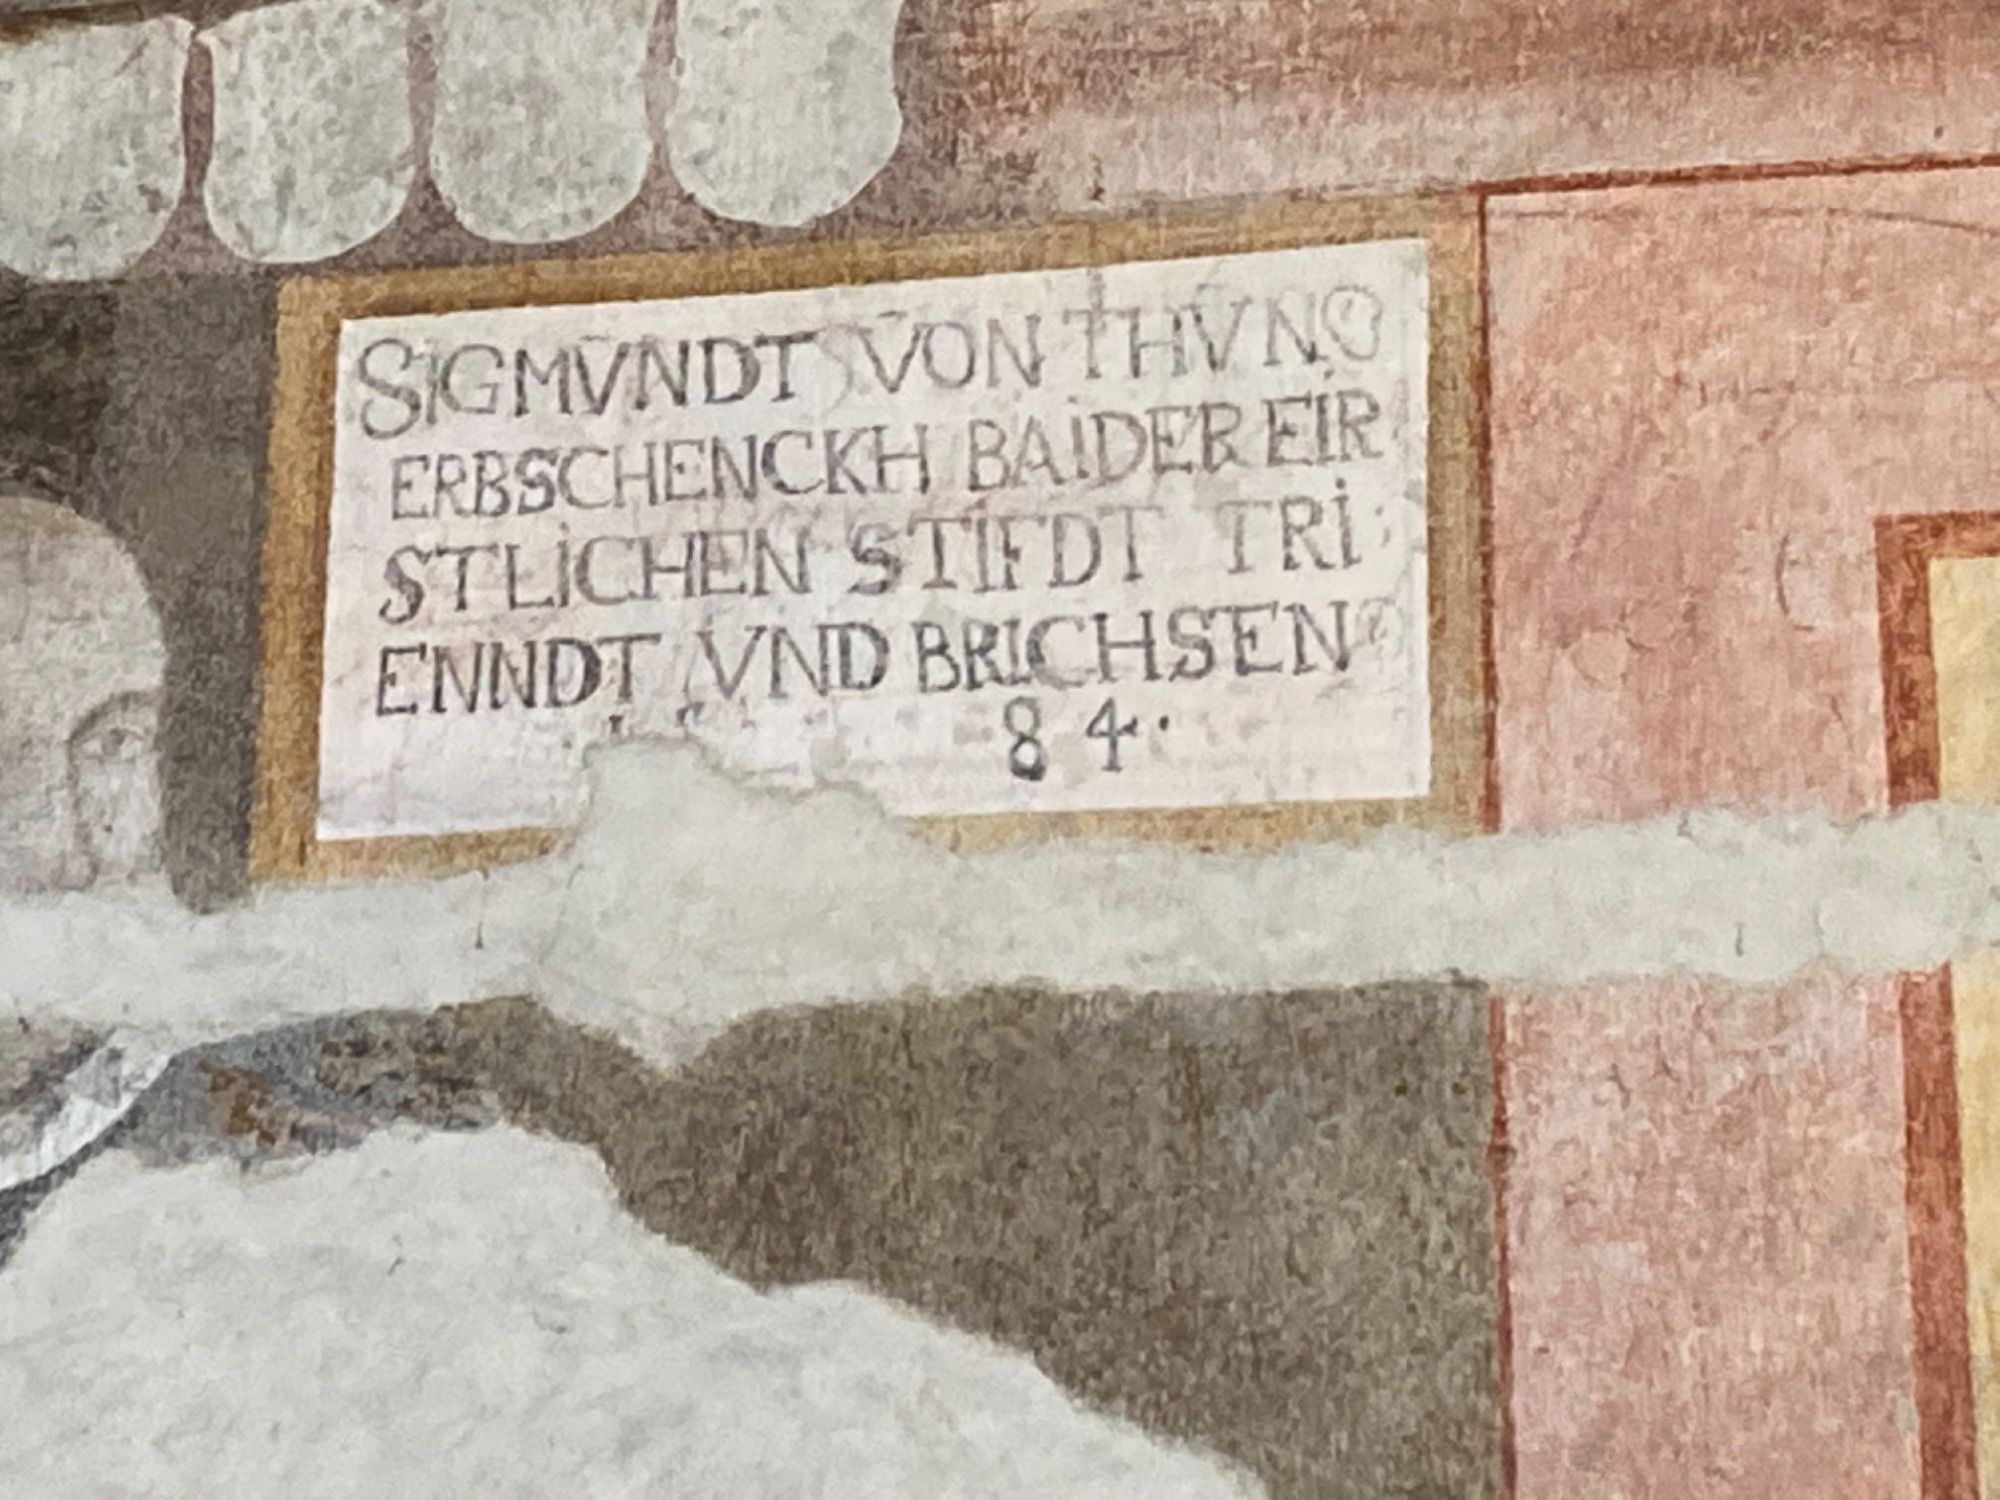 SIGMVNDT VON THVN
ERBSCHENCKH BAIDER EIR
STLICHEN STIFDT TRI
ENNDT VND BRICHSEN
84.